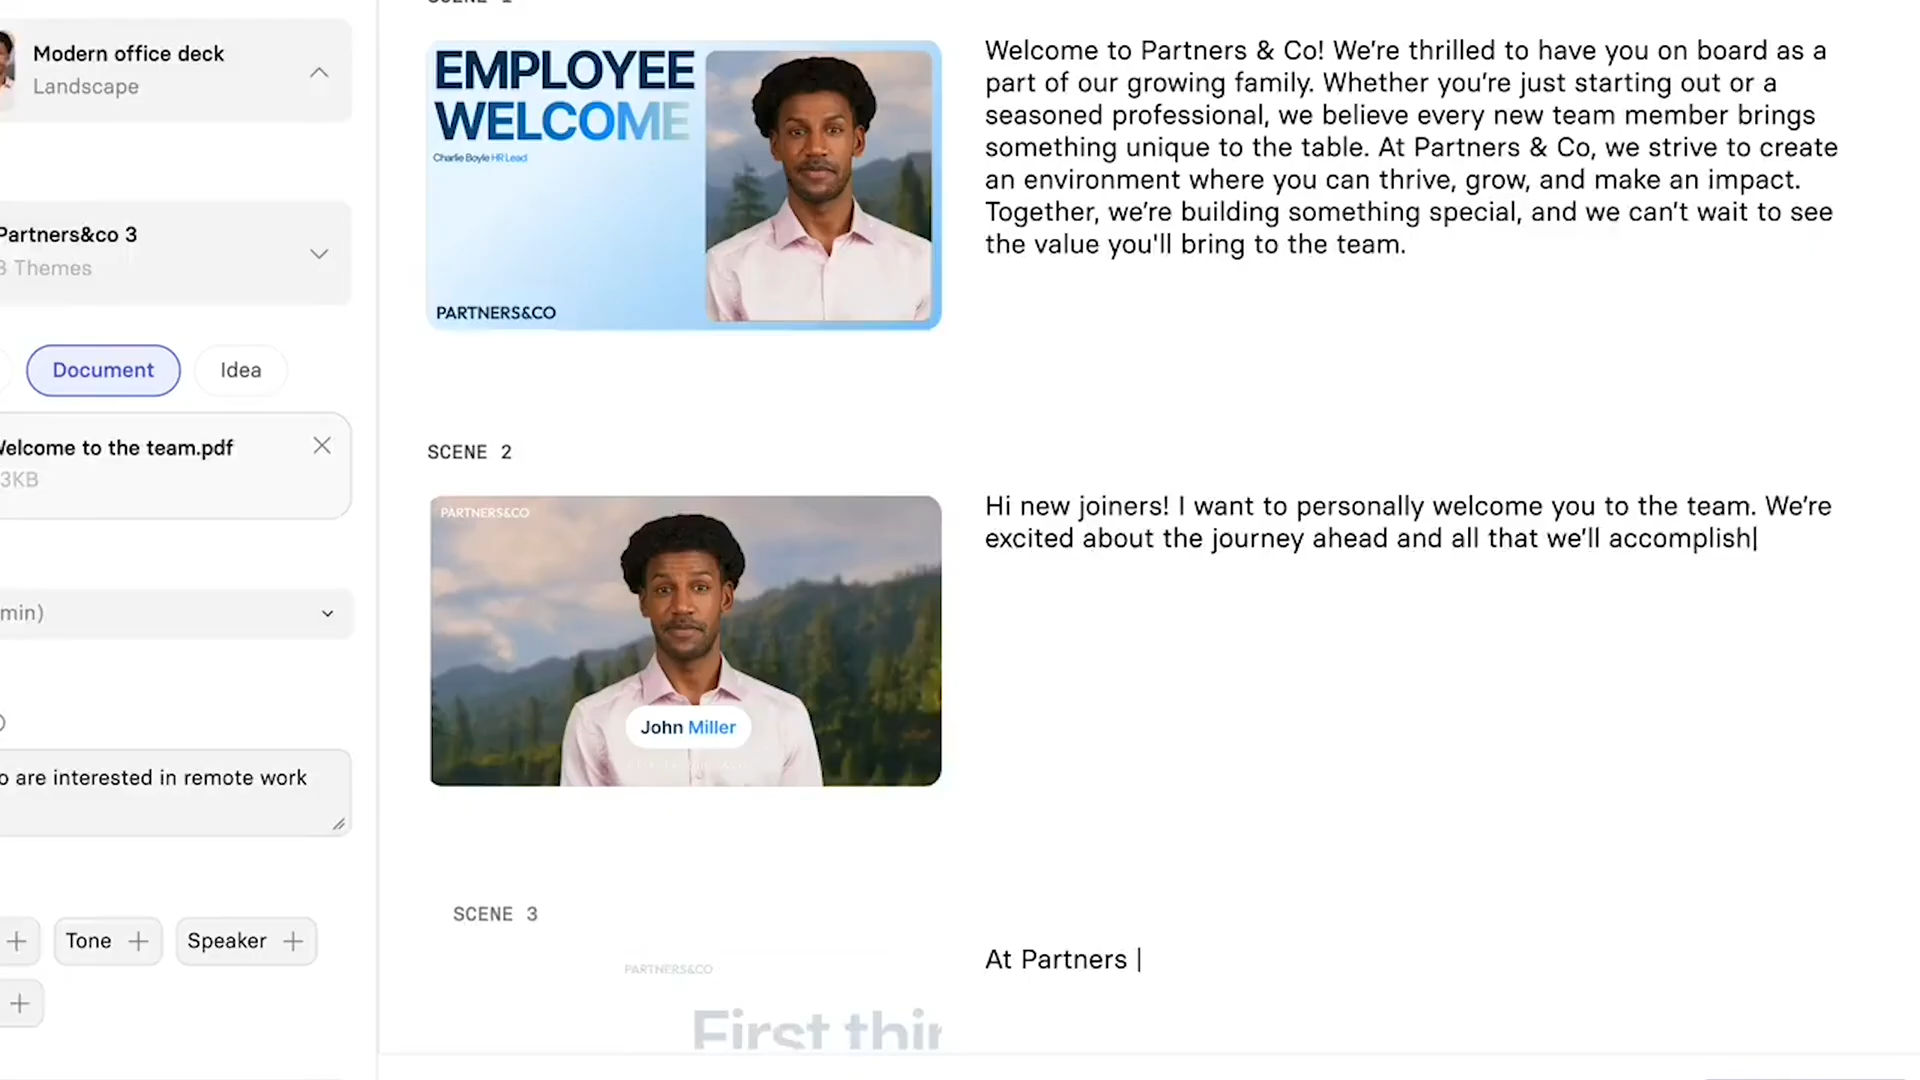 SCENE 1
Modern office deck
Landscape
Partners&co 3
3 Themes
Document
Idea
Welcome to the team.pdf
3KB
min)
o are interested in remote work
Tone
Speaker
EMPLOYEE
WELCOME
Charlie Boyle HR Lead
PARTNERS&CO
Welcome to Partners & Co! We’re thrilled to have you on board as a
part of our growing family. Whether you’re just starting out or a
seasoned professional, we believe every new team member brings
something unique to the table. At Partners & Co, we strive to create
an environment where you can thrive, grow, and make an impact.
Together, we’re building something special, and we can’t wait to see
the value you'll bring to the team.
SCENE 2
PARTNERS&CO
John Miller
Hi new joiners! I want to personally welcome you to the team. We’re
excited about the journey ahead and all that we’ll accomplish
SCENE 3
PARTNERS&CO
First thin
At Partners